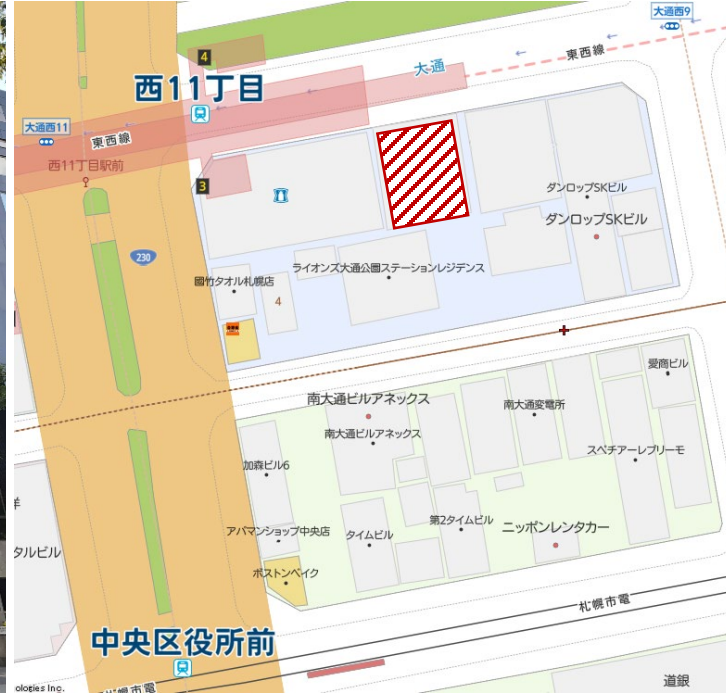 大通西9
4
東西線
大通
西11丁目
大通西11
東西線
西11丁目駅前
3
ダンロップSKビル
ダンロップSKビル
230
ライオンズ大通公園ステーションレジデンス
國竹タオル札幌店
4
愛商ビル
南大通ビルアネックス
南大通変電所
南大通ビルアネックス
スペチアーレプリーモ
加森ビル6
羊
第2タイムビル
ニッポンレンタカー
アパマンショップ中央店
タイムビル
タルビル
ボストンベイク
札幌市電
中央区役所前
道銀
ologies Inc.
札幌市電